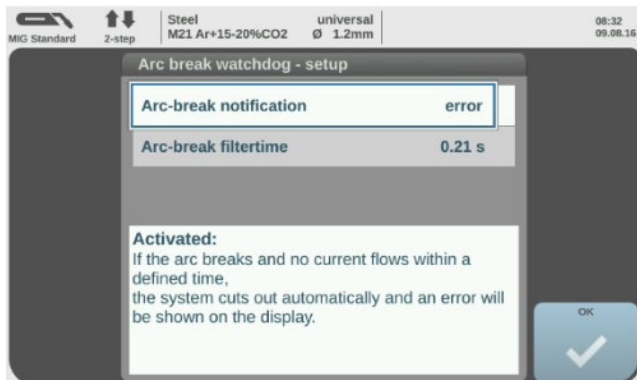 MIG Standard
2-step
Steel universal
M21 Ar+15-20%CO2 Ø 1.2mm
08:32
09.08.16
Arc break watchdog - setup
Arc-break notification error
Arc-break filtertime 0.21 s
Activated:
If the arc breaks and no current flows within a
defined time,
the system cuts out automatically and an error will
be shown on the display.
OK